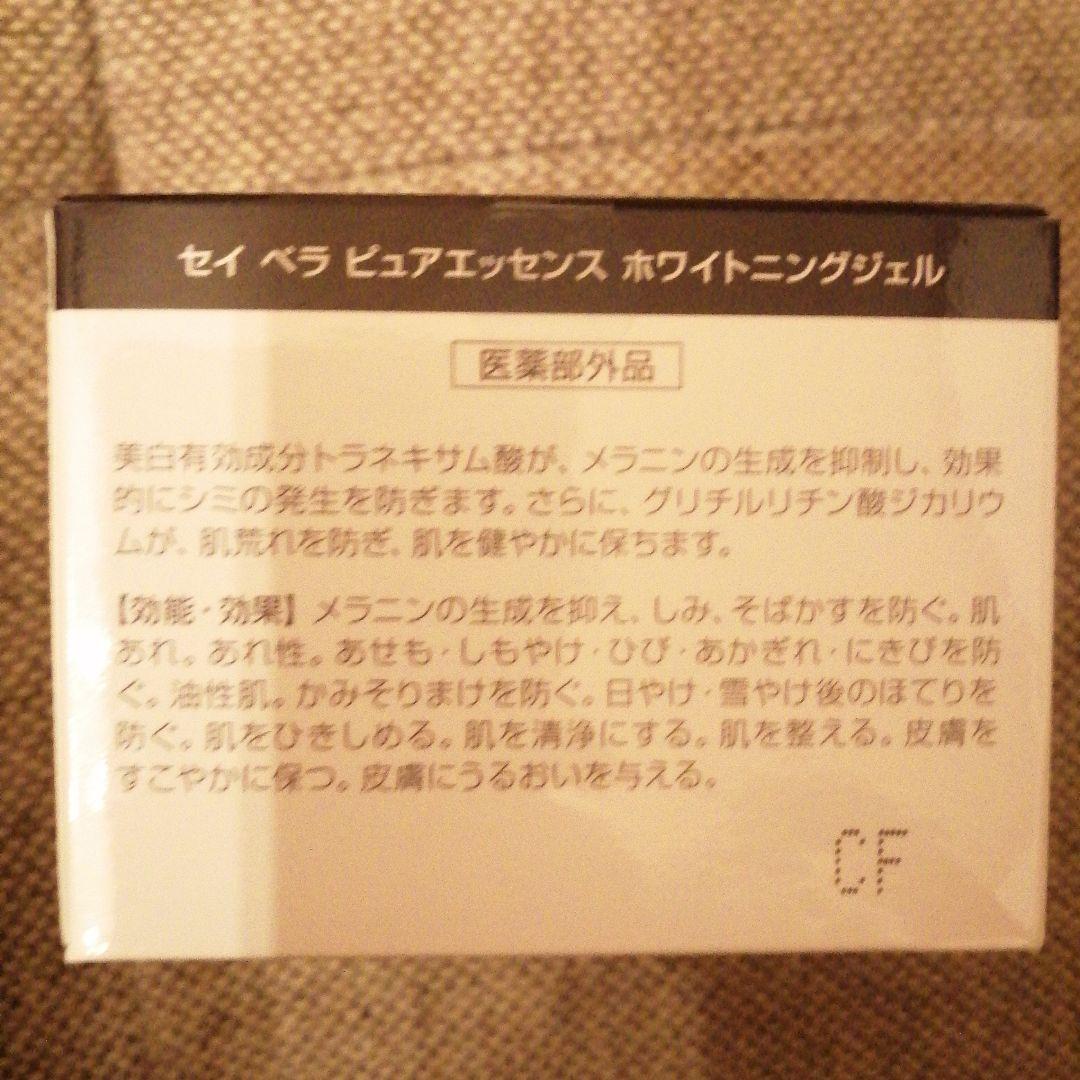 セイ ベラ ピュアエッセンス ホワイトニングジェル
医薬部外品
美白有効成分トラネキサム酸が、メラニンの生成を抑制し、効果
的にシミの発生を防ぎます。さらに、グリチルリチン酸ジカリウ
ムが、肌荒れを防ぎ、肌を健やかに保ちます。
【効能・効果】メラニンの生成を抑え、しみ、そばかすを防ぐ。肌
あれ。あれ性。あせも・しもやけ・ひび・あかぎれ・にきびを防
ぐ。油性肌。かみそりまけを防ぐ。日やけ・雪やけ後のほてりを
防ぐ。肌をひきしめる。肌を清浄にする。肌を整える。皮膚を
すこやかに保つ。皮膚にうるおいを与える。
CF